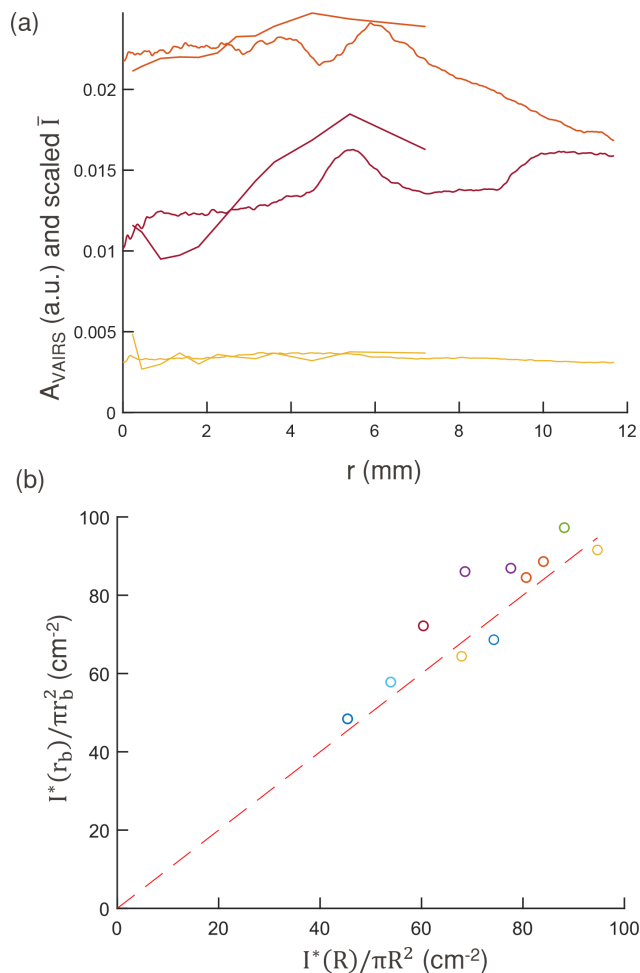 (a)
A_VAIRS (a.u.) and scaled Ī
0.02
0.015
0.01
0.005
0
0 2 4 6 8 10 12
r (mm)
(b)
I*(r_b)/πr_b^2 (cm^-2)
100
80
60
40
20
0
0 20 40 60 80 100
I*(R)/πR^2 (cm^-2)